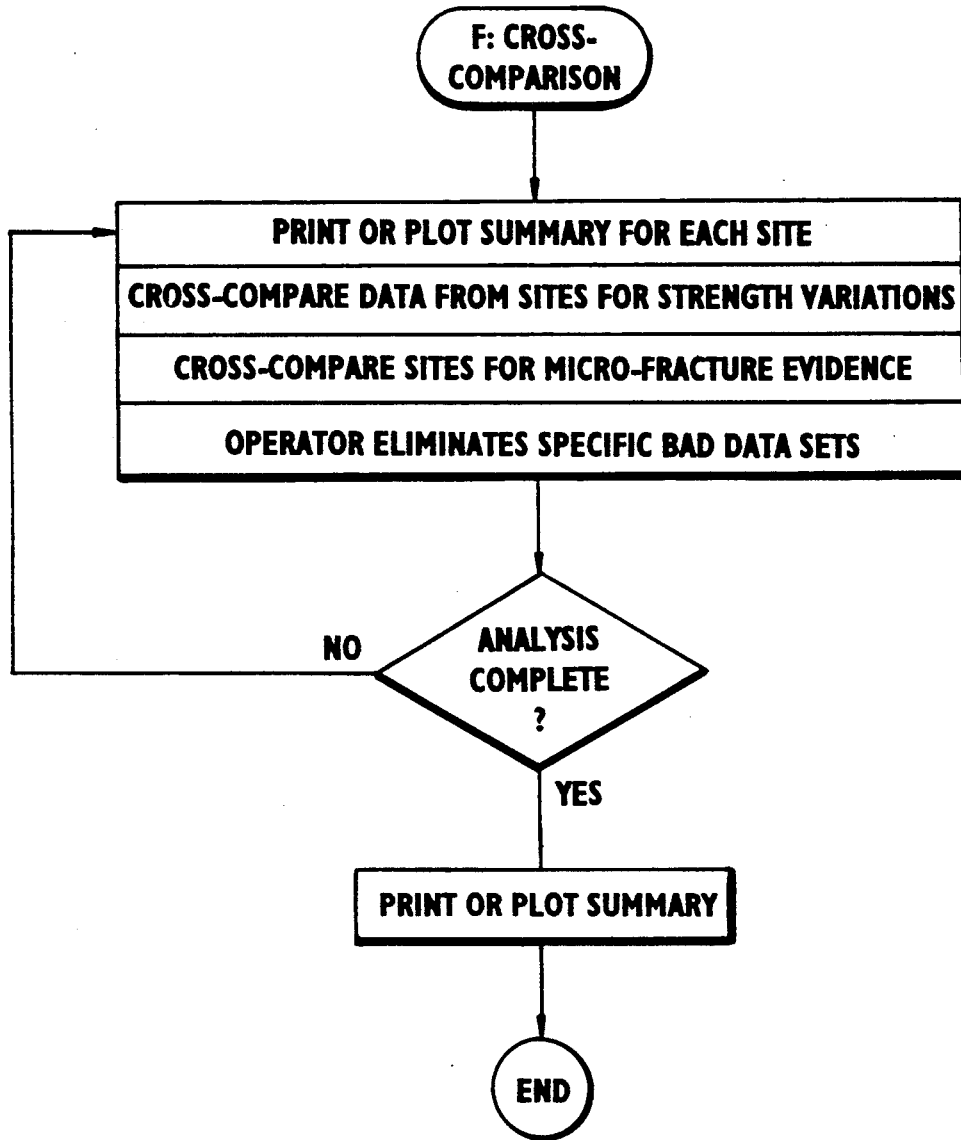 F: CROSS-
COMPARISON
PRINT OR PLOT SUMMARY FOR EACH SITE
CROSS-COMPARE DATA FROM SITES FOR STRENGTH VARIATIONS
CROSS-COMPARE SITES FOR MICRO-FRACTURE EVIDENCE
OPERATOR ELIMINATES SPECIFIC BAD DATA SETS
NO
ANALYSIS
COMPLETE
?
YES
PRINT OR PLOT SUMMARY
END